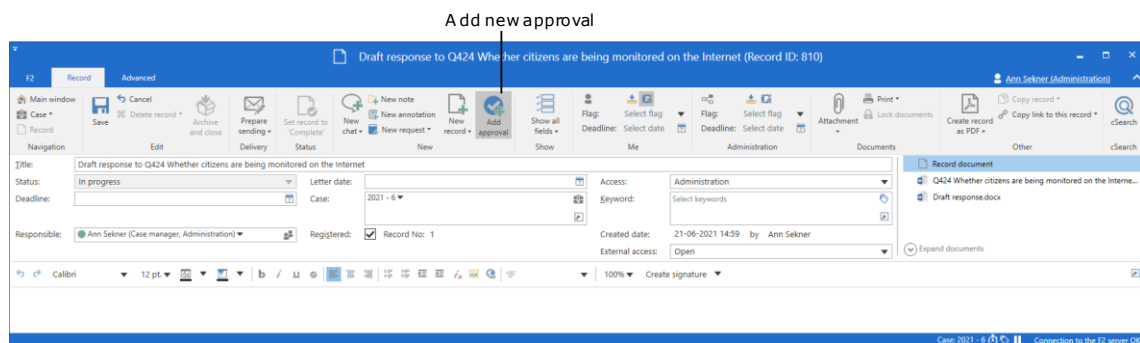 Add new approval
Draft response to Q424 Whether citizens are being monitored on the Internet (Record ID: 810)
F2 Record Advanced Ann Sekner (Administration)
Main window Cancel New note Flag: Select flag Flag: Select flag Print Copy record
Case Delete record New annotation Deadline: Select date Deadline: Select date Lock documents Copy link to this record
Record Save Archive and close Prepare sending Set record to 'Complete' New chat New request New record Add approval Show all fields Attachment Create record as PDF cSearch
Navigation Edit Delivery Status New Show Me Administration Documents Other cSearch
Title: Draft response to Q424 Whether citizens are being monitored on the Internet Record document
Status: In progress Letter date: Access: Administration Q424 Whether citizens are being monitored on the Interne...
Deadline: Case: 2021 - 6 Keyword: Select keywords Draft response.docx
Responsible: Ann Sekner (Case manager, Administration) Registered: Record No: 1 Created date: 21-06-2021 14:59 by Ann Sekner
External access: Open Expand documents
Calibri 12 pt. b i u 100% Create signature
Case: 2021 - 6 Connection to the F2 server OK